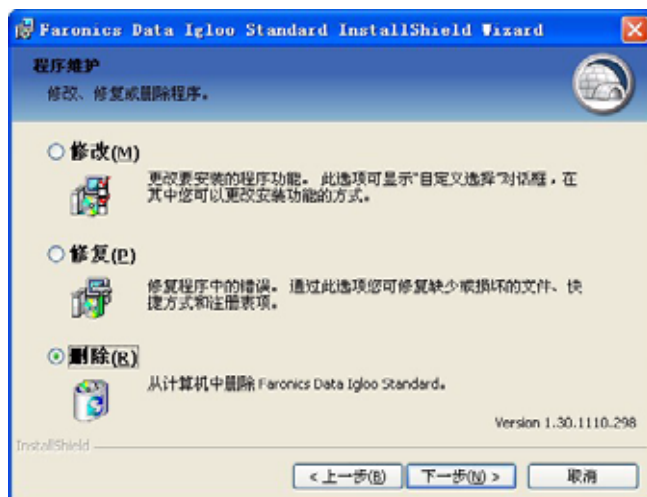 Faronics Data Igloo Standard InstallShield Wizard
程序维护
修改、修复或删除程序。
修改(M)
更改要安装的程序功能。此选项可显示“自定义选择”对话框，在
其中您可以更改安装功能的方式。
修复(P)
修复程序中的错误。通过此选项您可修复缺少或损坏的文件、快
捷方式和注册表项。
删除(R)
从计算机中删除 Faronics Data Igloo Standard。
Version 1.30.1110.298
InstallShield
< 上一步(B) 下一步(N) > 取消